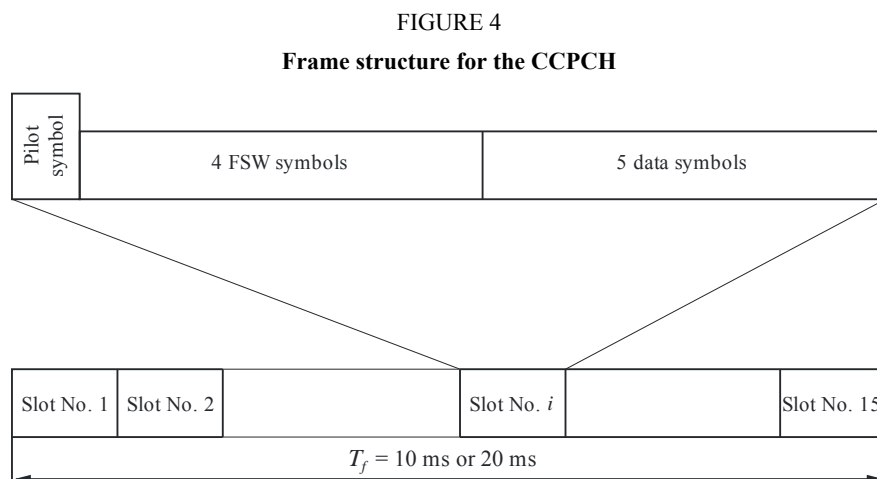 FIGURE 4
Frame structure for the CCPCH
Pilot
symbol
4 FSW symbols
5 data symbols
Slot No. 1
Slot No. 2
Slot No. i
Slot No. 15
T_f = 10 ms or 20 ms